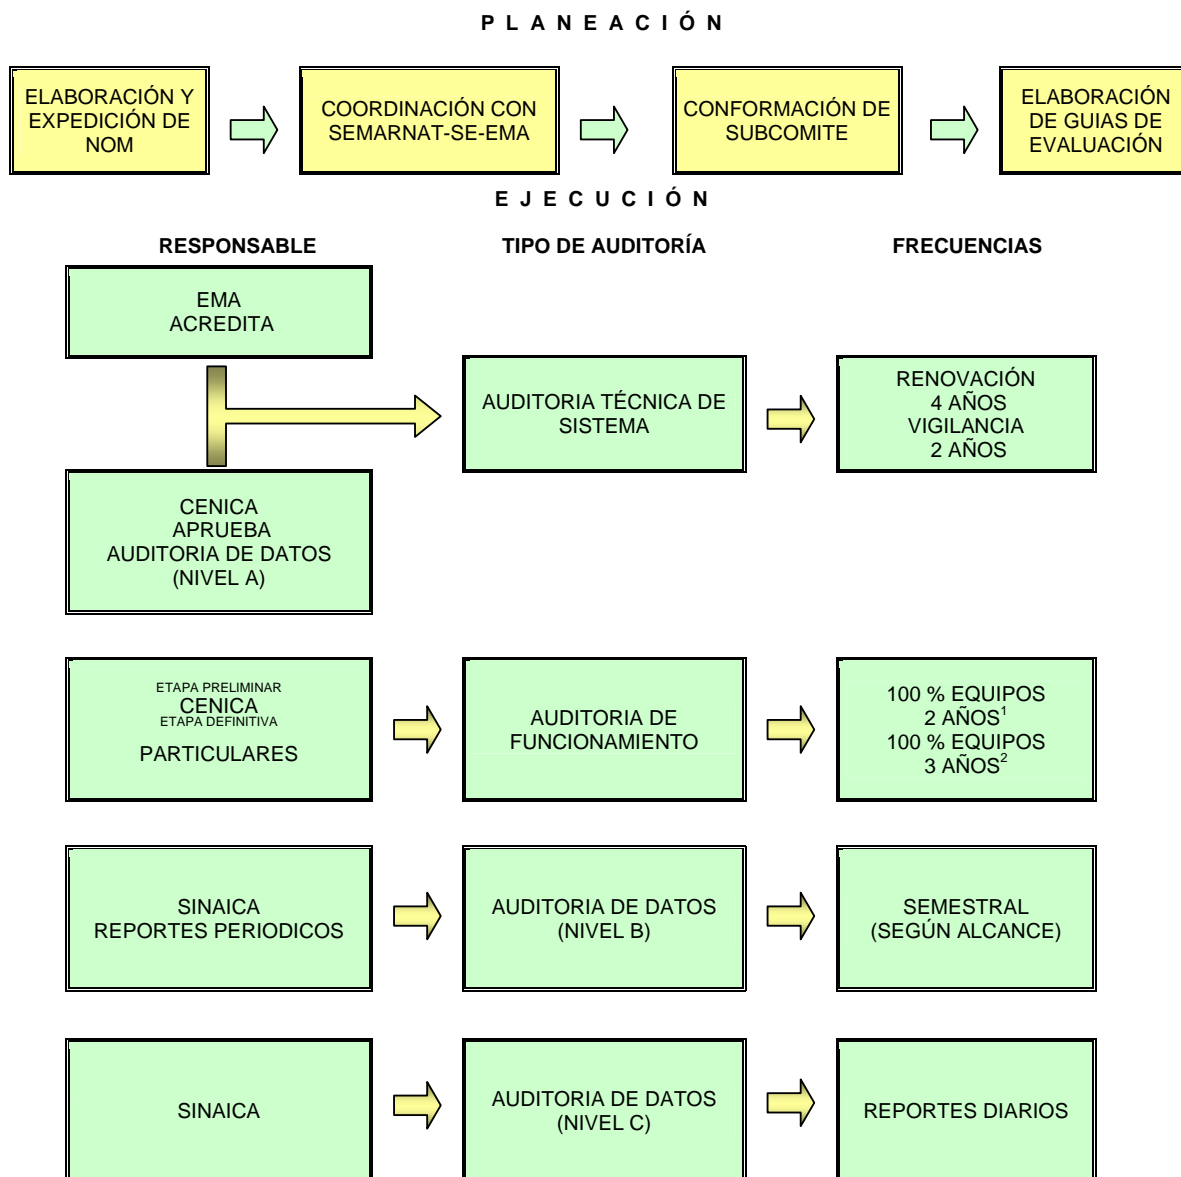 PLANEACIÓN
ELABORACIÓN Y
EXPEDICIÓN DE
NOM
COORDINACIÓN CON
SEMARNAT-SE-EMA
CONFORMACIÓN DE
SUBCOMITE
ELABORACIÓN
DE GUIAS DE
EVALUACIÓN
EJECUCIÓN
RESPONSABLE
TIPO DE AUDITORÍA
FRECUENCIAS
EMA
ACREDITA
AUDITORIA TÉCNICA DE
SISTEMA
RENOVACIÓN
4 AÑOS
VIGILANCIA
2 AÑOS
CENICA
APRUEBA
AUDITORIA DE DATOS
(NIVEL A)
ETAPA PRELIMINAR
CENICA
ETAPA DEFINITIVA
PARTICULARES
AUDITORIA DE
FUNCIONAMIENTO
100 % EQUIPOS
2 AÑOS¹
100 % EQUIPOS
3 AÑOS²
SINAICA
REPORTES PERIODICOS
AUDITORIA DE DATOS
(NIVEL B)
SEMESTRAL
(SEGÚN ALCANCE)
SINAICA
AUDITORIA DE DATOS
(NIVEL C)
REPORTES DIARIOS